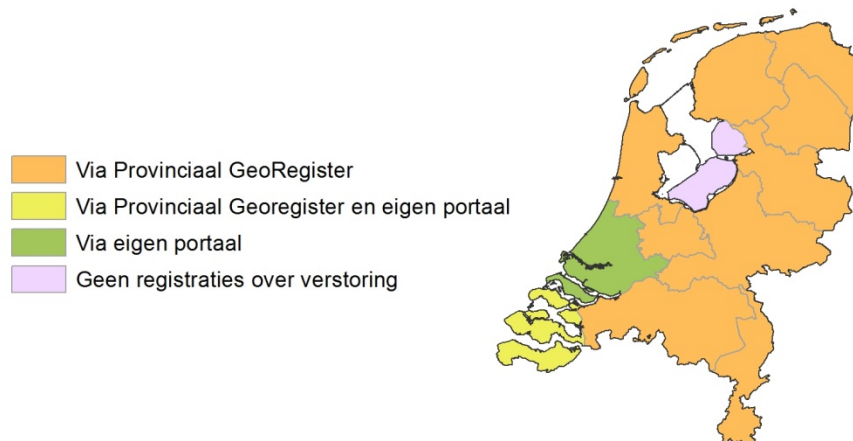 Via Provinciaal GeoRegister
Via Provinciaal Georegister en eigen portaal
Via eigen portaal
Geen registraties over verstoring